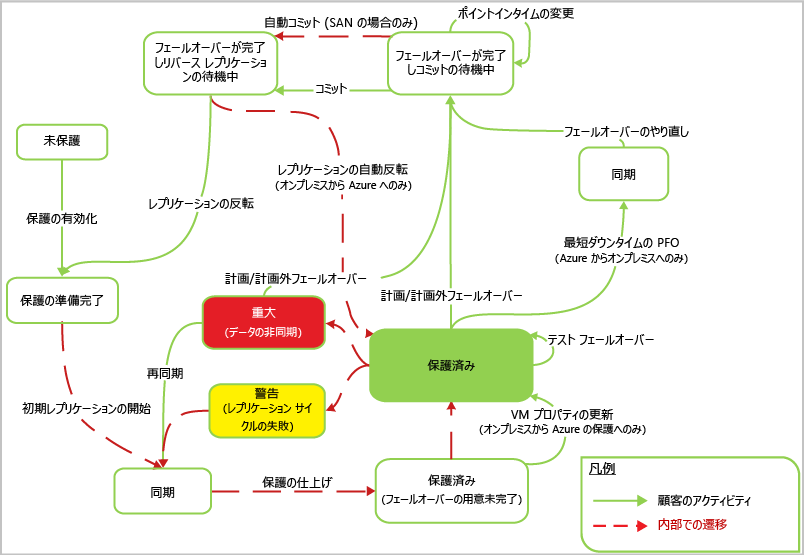 ポイントインタイムの変更
自動コミット (SAN の場合のみ)
フェールオーバーが完了
しリバース レプリケーショ
ンの待機中
フェールオーバーが完了
しコミットの待機中
コミット
未保護
フェールオーバーのやり直し
同期
レプリケーションの自動反転
(オンプレミスから Azure へのみ)
レプリケーションの反転
保護の有効化
最短ダウンタイムの PFO
(Azure からオンプレミスへのみ)
計画/計画外フェールオーバー
計画/計画外フェールオーバー
保護の準備完了
重大
(データの非同期)
テスト フェールオーバー
保護済み
再同期
警告
(レプリケーション サイ
クルの失敗)
初期レプリケーションの開始
VM プロパティの更新
(オンプレミスから Azure の保護へのみ)
同期
保護の仕上げ
保護済み
(フェールオーバーの用意未完了)
凡例
顧客のアクティビティ
内部での遷移